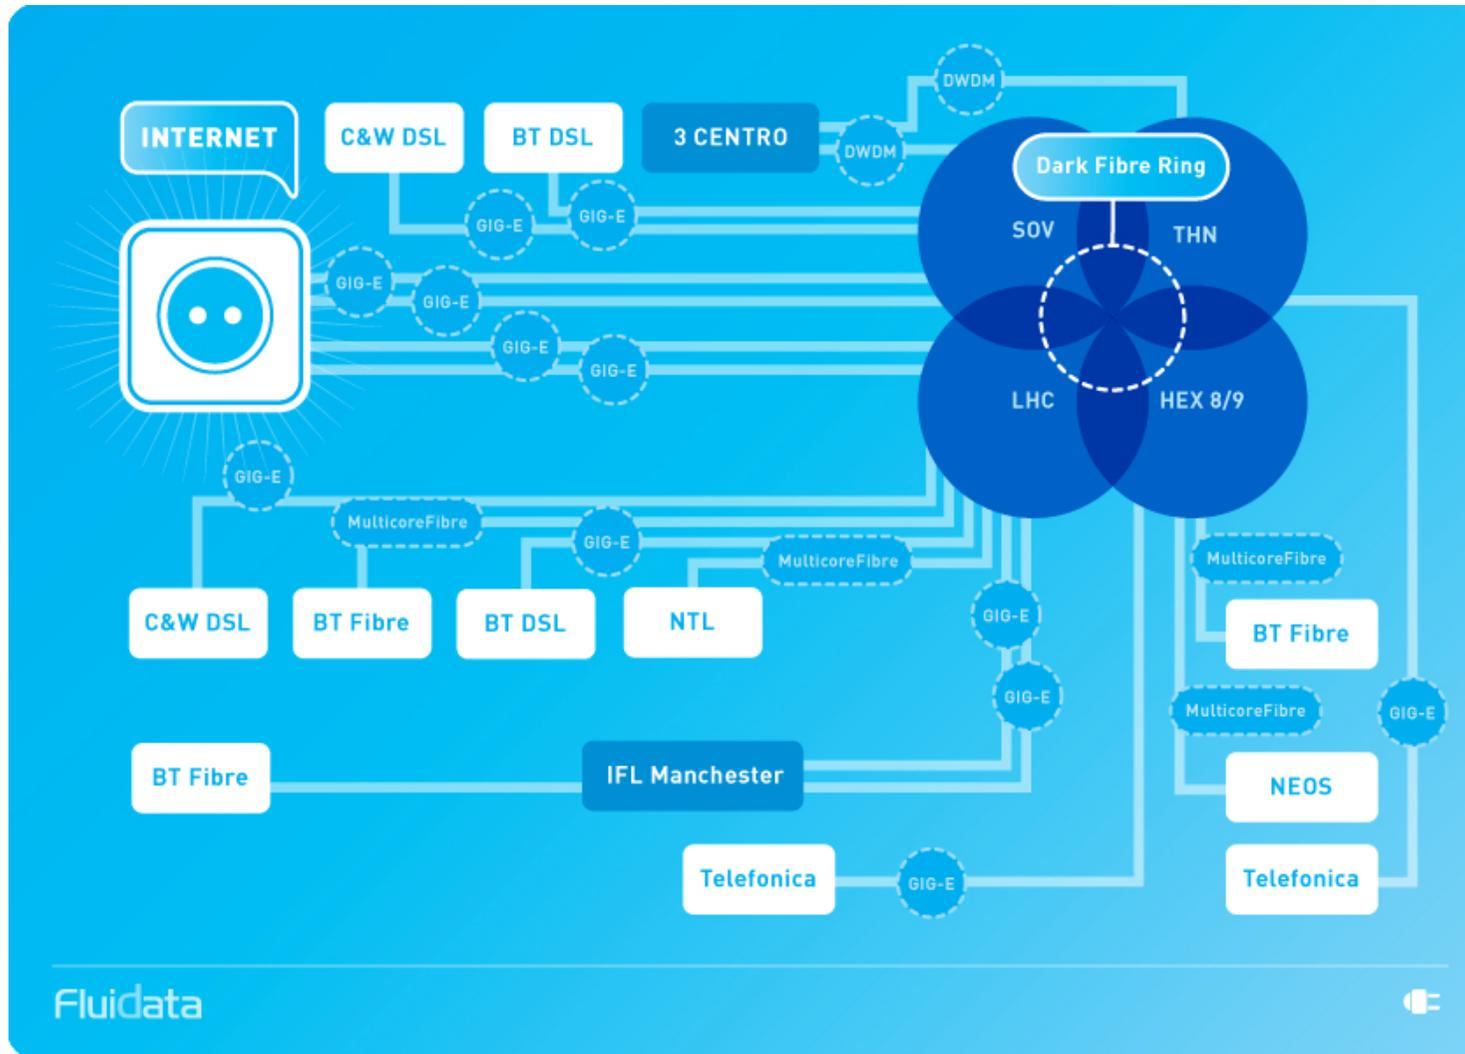 INTERNET
C&W DSL
BT DSL
3 CENTRO
DWDM
DWDM
Dark Fibre Ring
SOV
THN
LHC
HEX 8/9
GIG-E
GIG-E
GIG-E
GIG-E
GIG-E
GIG-E
GIG-E
MulticoreFibre
GIG-E
MulticoreFibre
MulticoreFibre
C&W DSL
BT Fibre
BT DSL
NTL
GIG-E
BT Fibre
GIG-E
MulticoreFibre
GIG-E
BT Fibre
IFL Manchester
NEOS
Telefonica
GIG-E
Telefonica
Fluidata